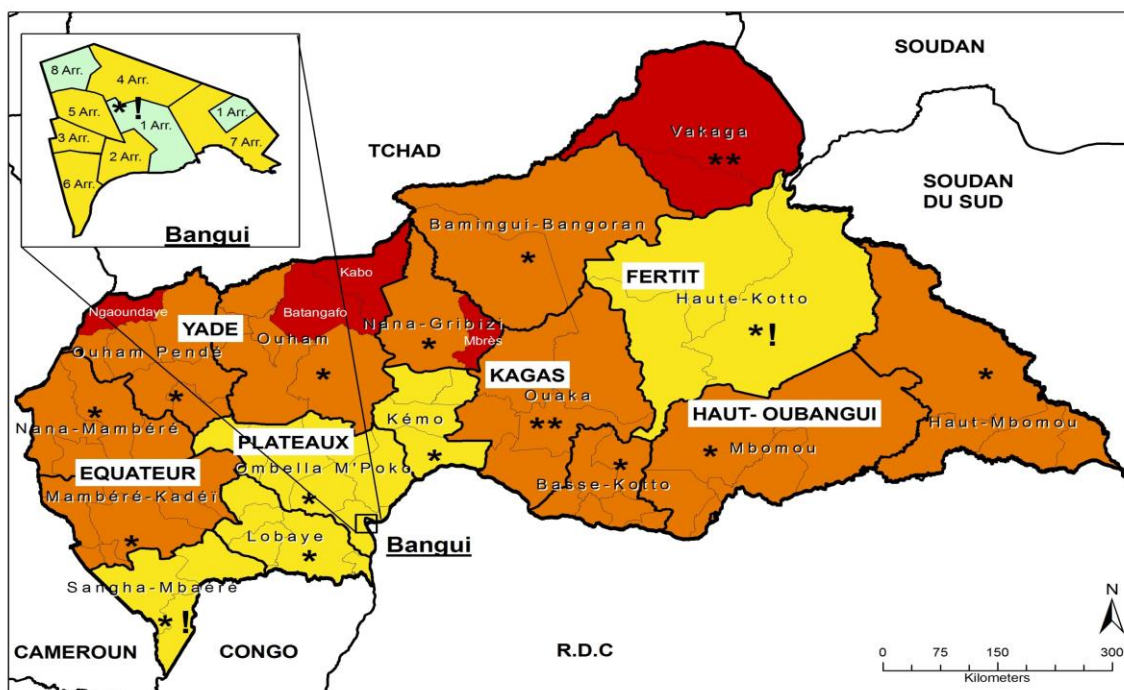 8 Arr.
4 Arr.
5 Arr.
*!
1 Arr.
1 Arr.
3 Arr.
2 Arr.
7 Arr.
6 Arr.
Bangui
SOUDAN
TCHAD
Vakaga
**
SOUDAN
DU SUD
Bamingui-Bangoran
*
Kabo
FERTIT
Haute-Kotto
*!
Ngaoundaye
Batangafo
YADE
Nana-Gribizi
*
Mbrès
Ouham
*
Ouham Pendé
*
KAGAS
Ouaka
**
*
Haut-Mbomou
Kémo
*
HAUT- OUBANGUI
*
Mbomou
*
Nana-Mambéré
PLATEAUX
Ombella M'Poko
*
EQUATEUR
Mambéré-Kadéï
*
*
Basse-Kotto
Lobaye
*
Bangui
Sangha-Mbaéré
*!
CAMEROUN
CONGO
R.D.C
N
0 75 150 300
Kilometers